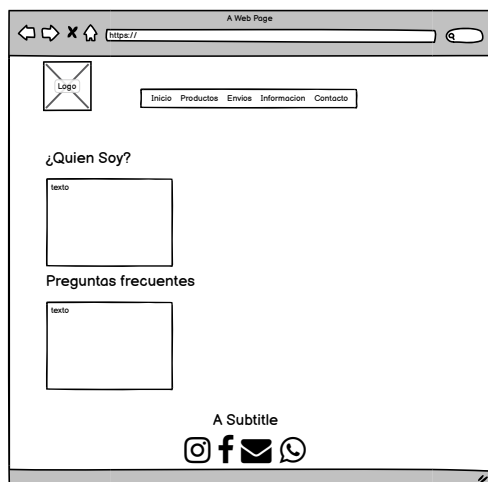 A Web Page
https://
Logo
Inicio Productos Envios Informacion Contacto
¿Quien Soy?
texto
Preguntas frecuentes
texto
A Subtitle